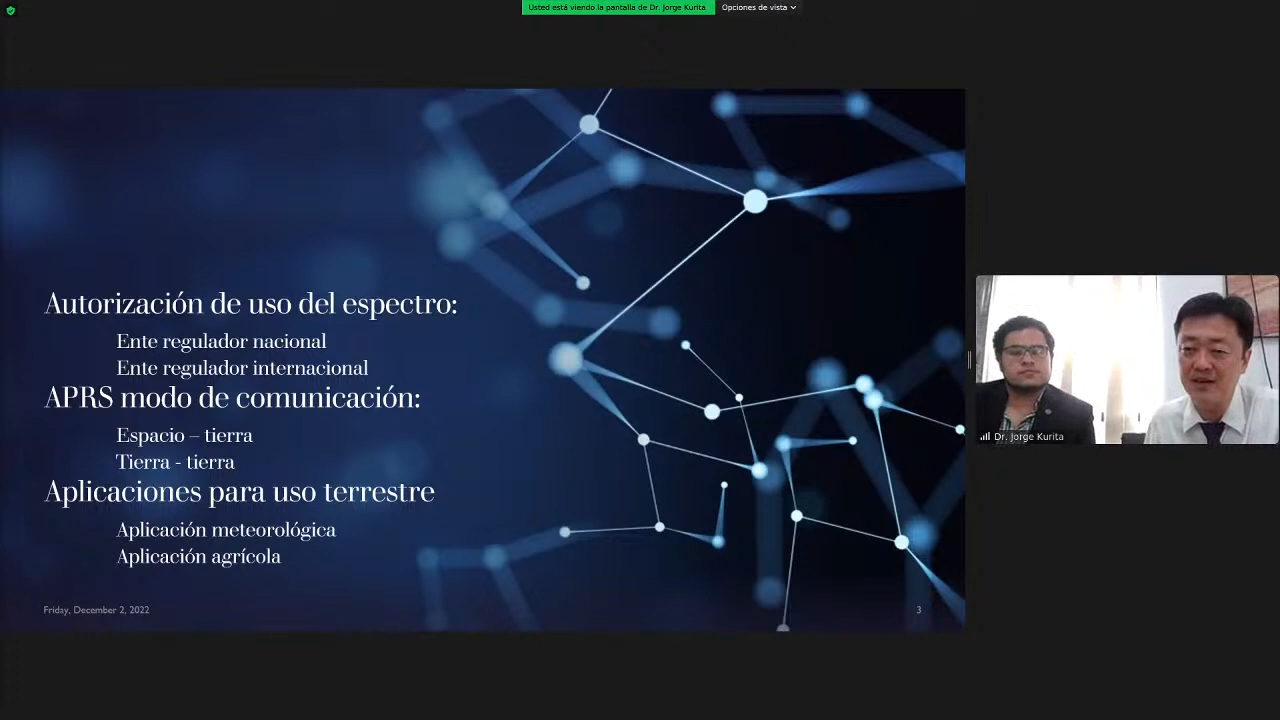 Usted está viendo la pantalla de Dr. Jorge Kurita
Opciones de vista
Autorización de uso del espectro:
Ente regulador nacional
Ente regulador internacional
APRS modo de comunicación:
Espacio – tierra
Tierra - tierra
Aplicaciones para uso terrestre
Aplicación meteorológica
Aplicación agrícola
Friday, December 2, 2022
3
Dr. Jorge Kurita